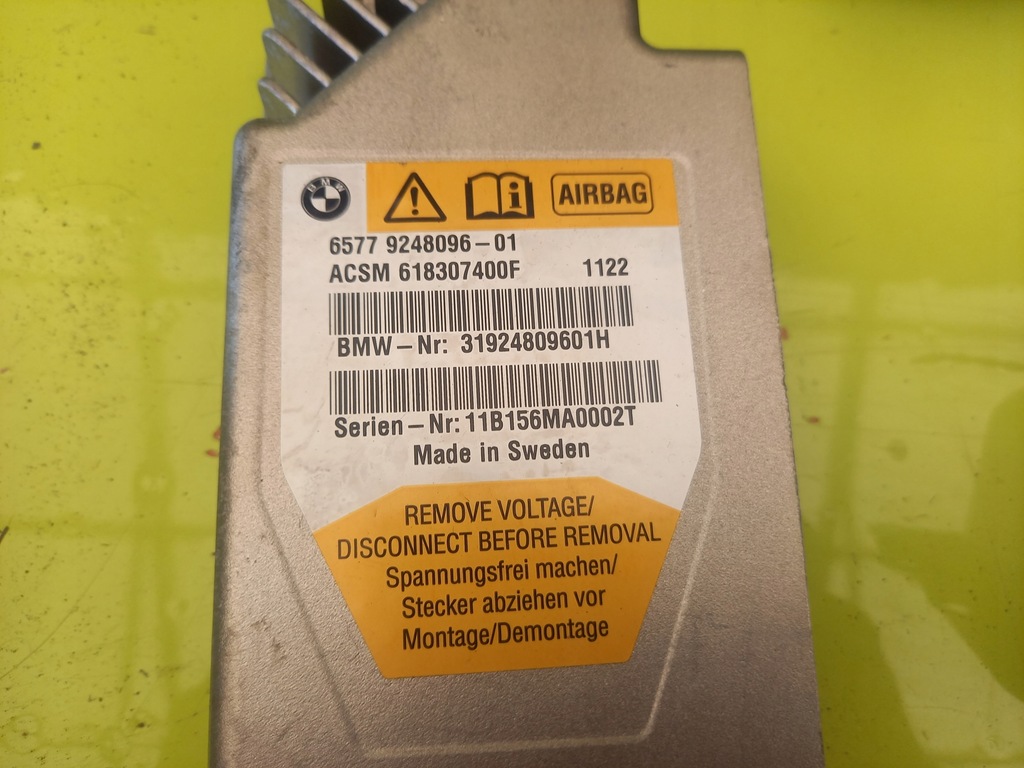 BMW
AIRBAG
6577 9248096-01
ACSM 618307400F 1122
BMW-Nr: 31924809601H
Serien-Nr: 11B156MA0002T
Made in Sweden
REMOVE VOLTAGE/
DISCONNECT BEFORE REMOVAL
Spannungsfrei machen/
Stecker abziehen vor
Montage/Demontage